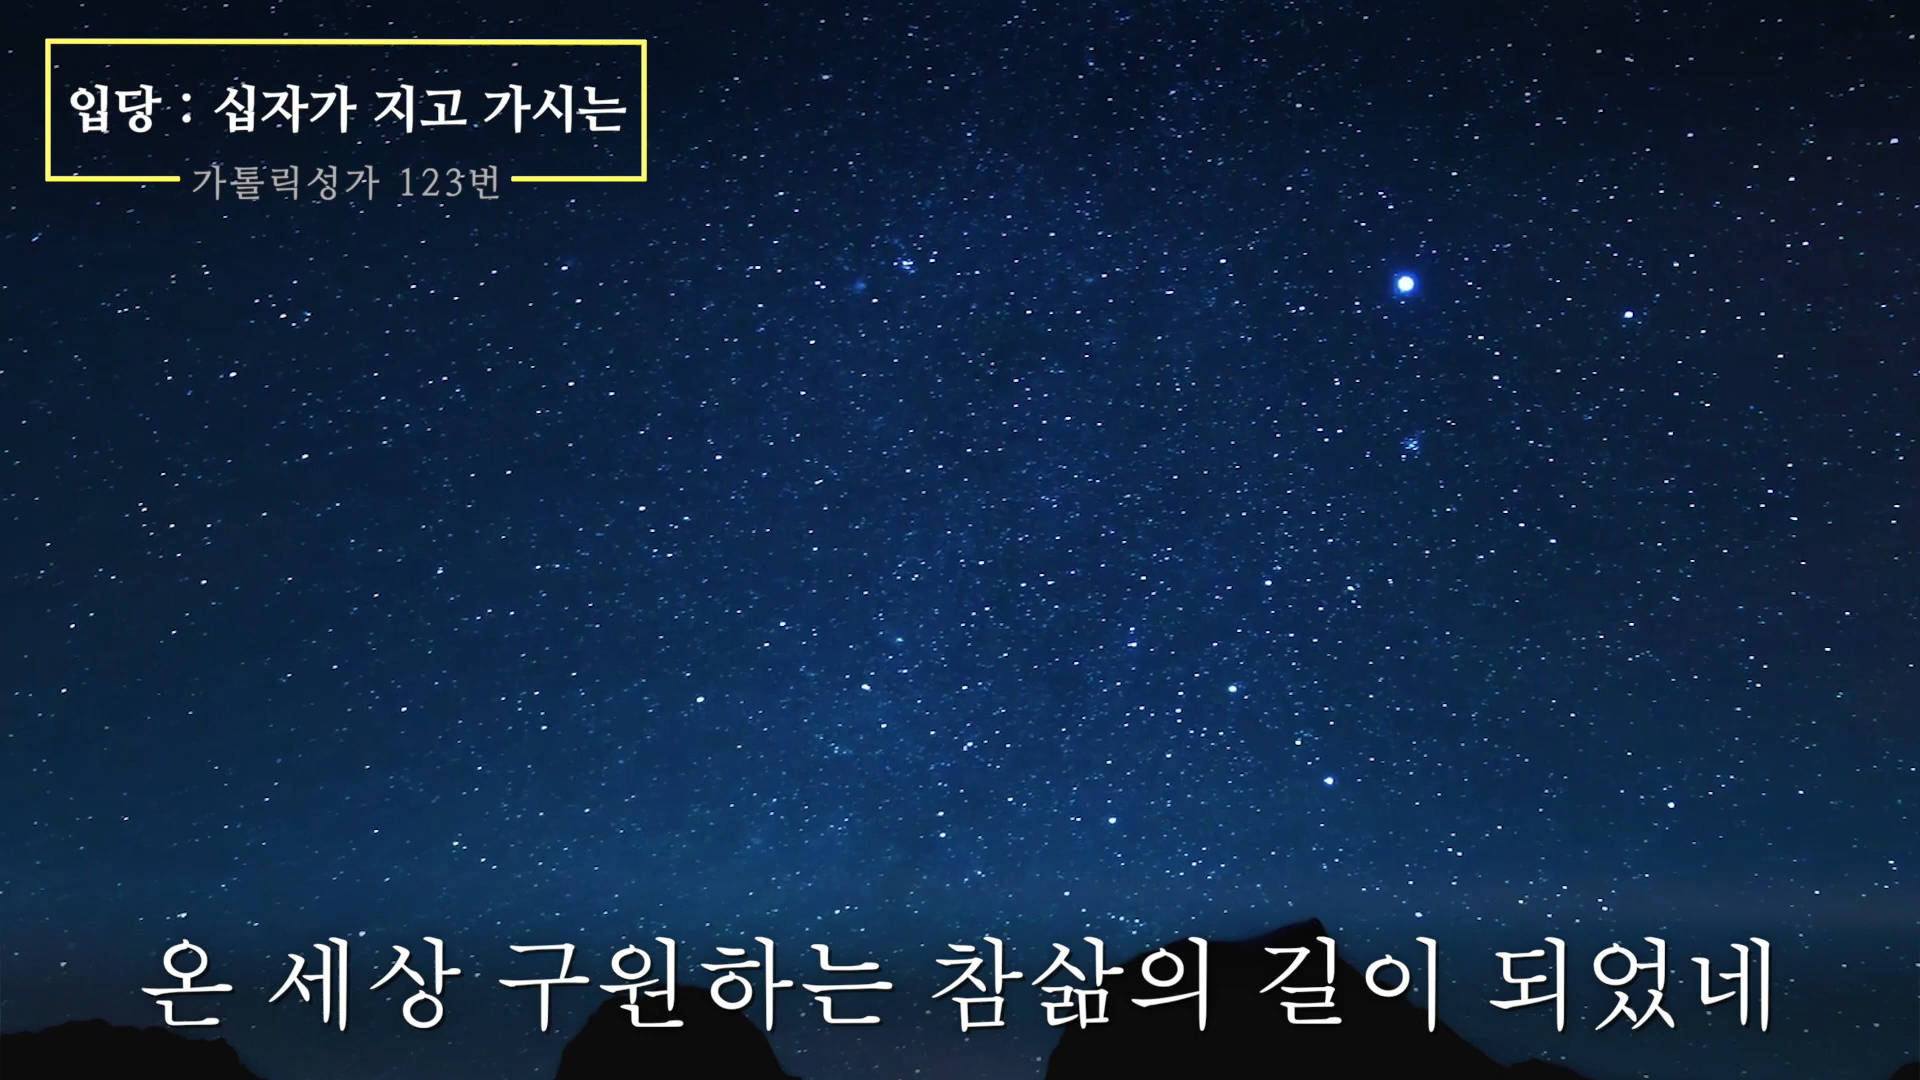 입당 : 십자가 지고 가시는
가톨릭성가 123번
온 세상 구원하는 참삶의 길이 되었네